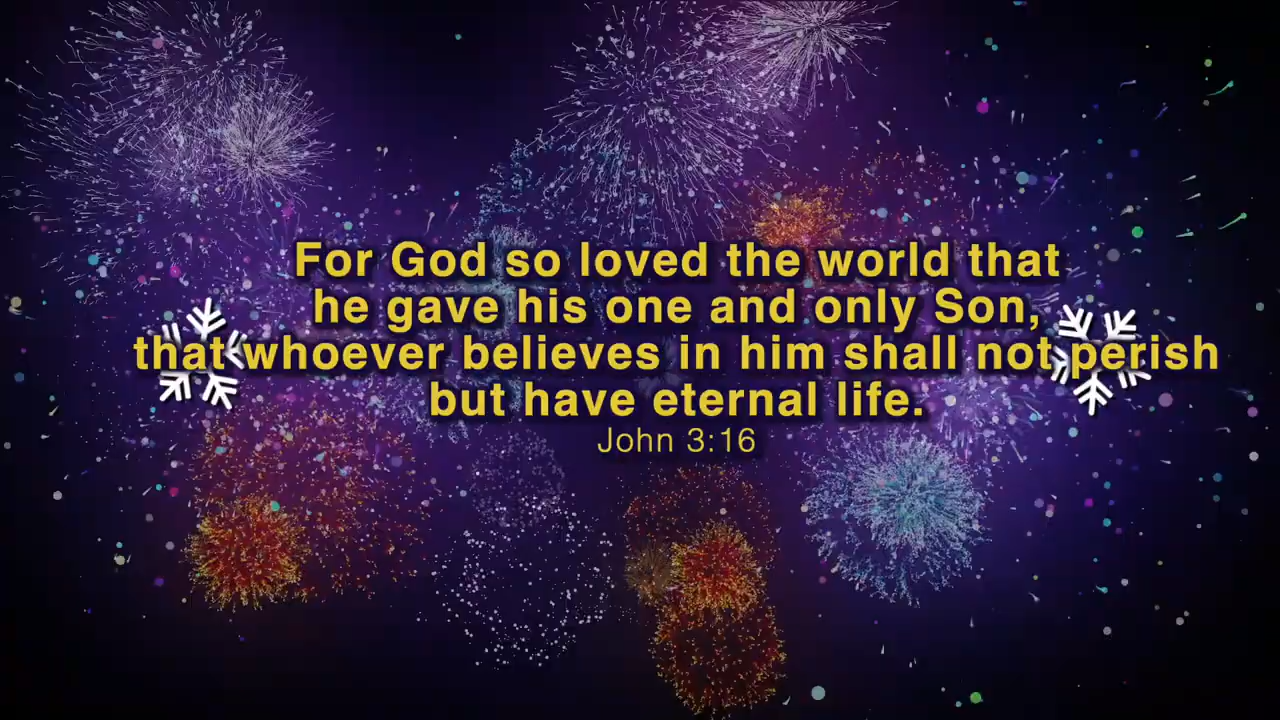 For God so loved the world that
he gave his one and only Son,
that whoever believes in him shall not perish
but have eternal life.
John 3:16